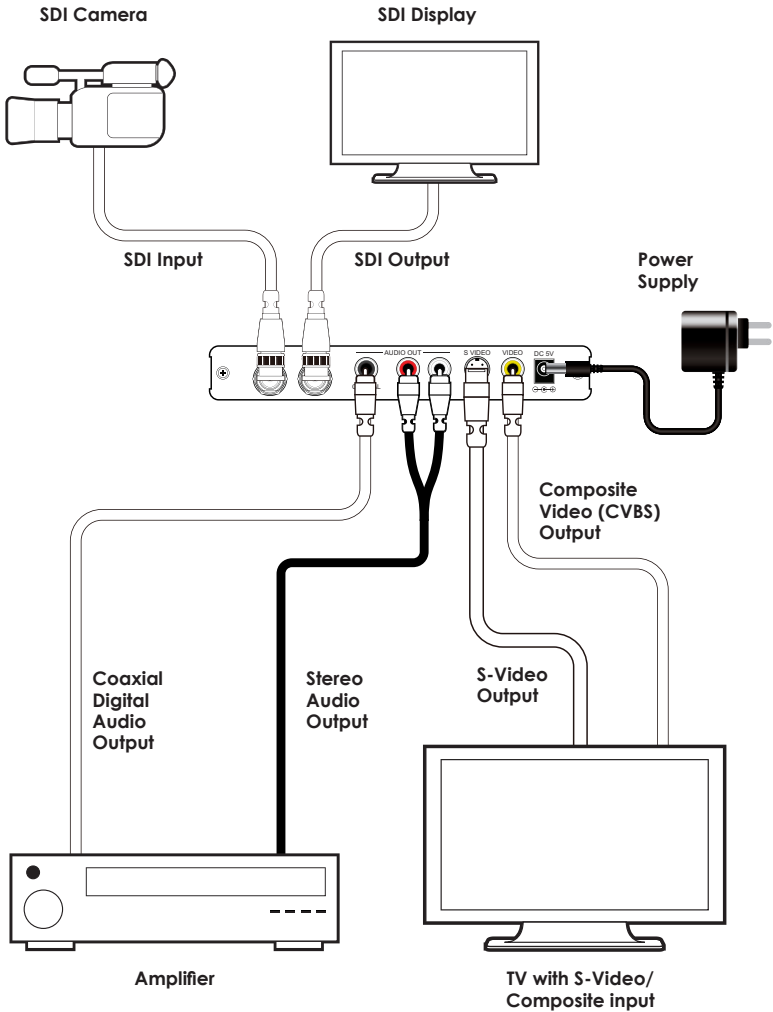 SDI Camera
SDI Display
SDI Input
SDI Output
Power
Supply
AUDIO OUT
S VIDEO
VIDEO
DC 5V
Composite
Video (CVBS)
Output
Coaxial
Digital
Audio
Output
Stereo
Audio
Output
S-Video
Output
Amplifier
TV with S-Video/
Composite input